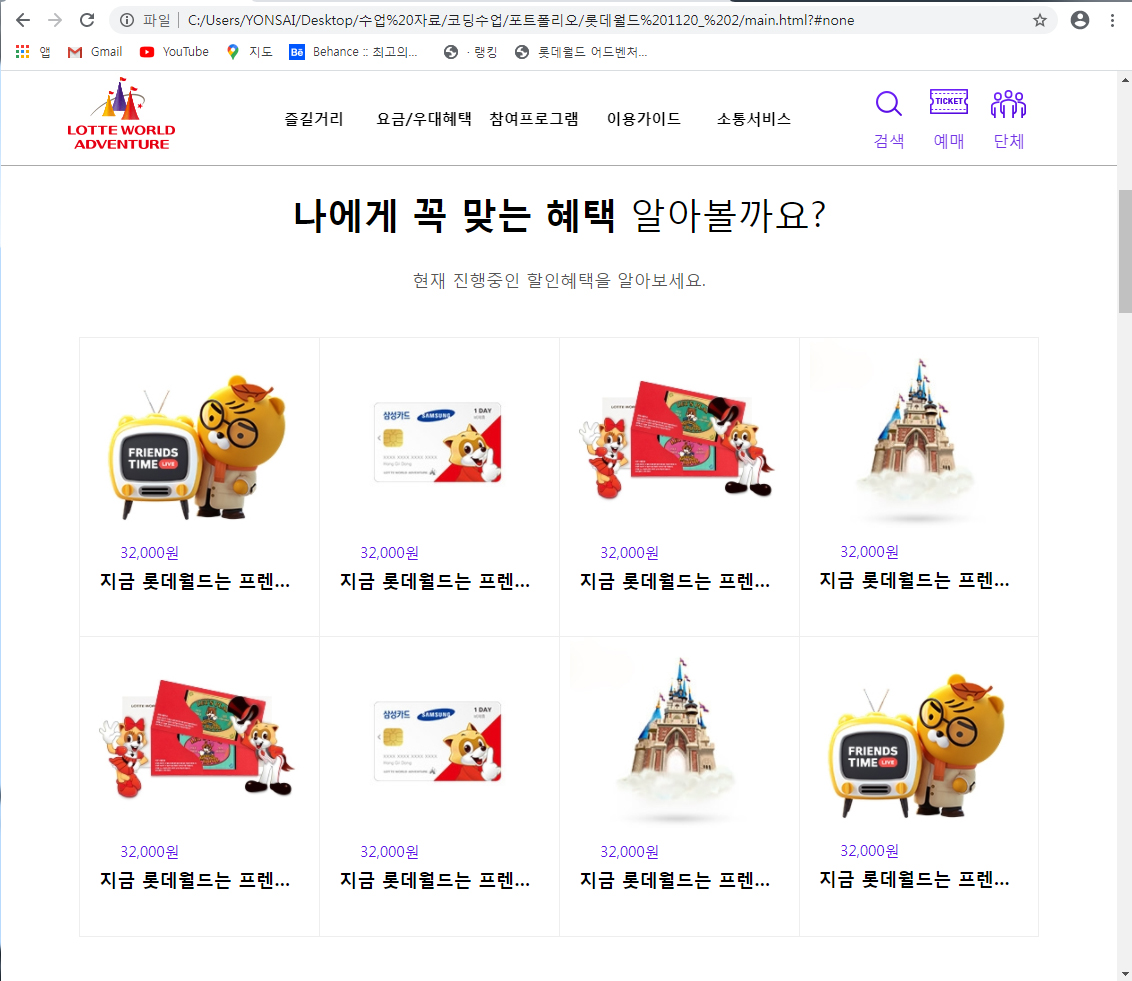 파일 C:/Users/YONSAI/Desktop/수업%20자료/코딩수업/포트폴리오/롯데월드%201120_%202/main.html?#none
앱 Gmail YouTube 지도 Bē Behance :: 최고의... · 랭킹 롯데월드 어드벤처...
LOTTE WORLD
ADVENTURE
즐길거리 요금/우대혜택 참여프로그램 이용가이드 소통서비스
TICKET
검색 예매 단체
나에게 꼭 맞는 혜택 알아볼까요?
현재 진행중인 할인혜택을 알아보세요.
FRIENDS
TIME LIVE
삼성카드 SAMSUNG 1 DAY
LOTTE WORLD ADVENTURE
32,000원 32,000원 32,000원 32,000원
지금 롯데월드는 프렌... 지금 롯데월드는 프렌... 지금 롯데월드는 프렌... 지금 롯데월드는 프렌...
삼성카드 SAMSUNG 1 DAY
LOTTE WORLD ADVENTURE
FRIENDS
TIME LIVE
32,000원 32,000원 32,000원 32,000원
지금 롯데월드는 프렌... 지금 롯데월드는 프렌... 지금 롯데월드는 프렌... 지금 롯데월드는 프렌...